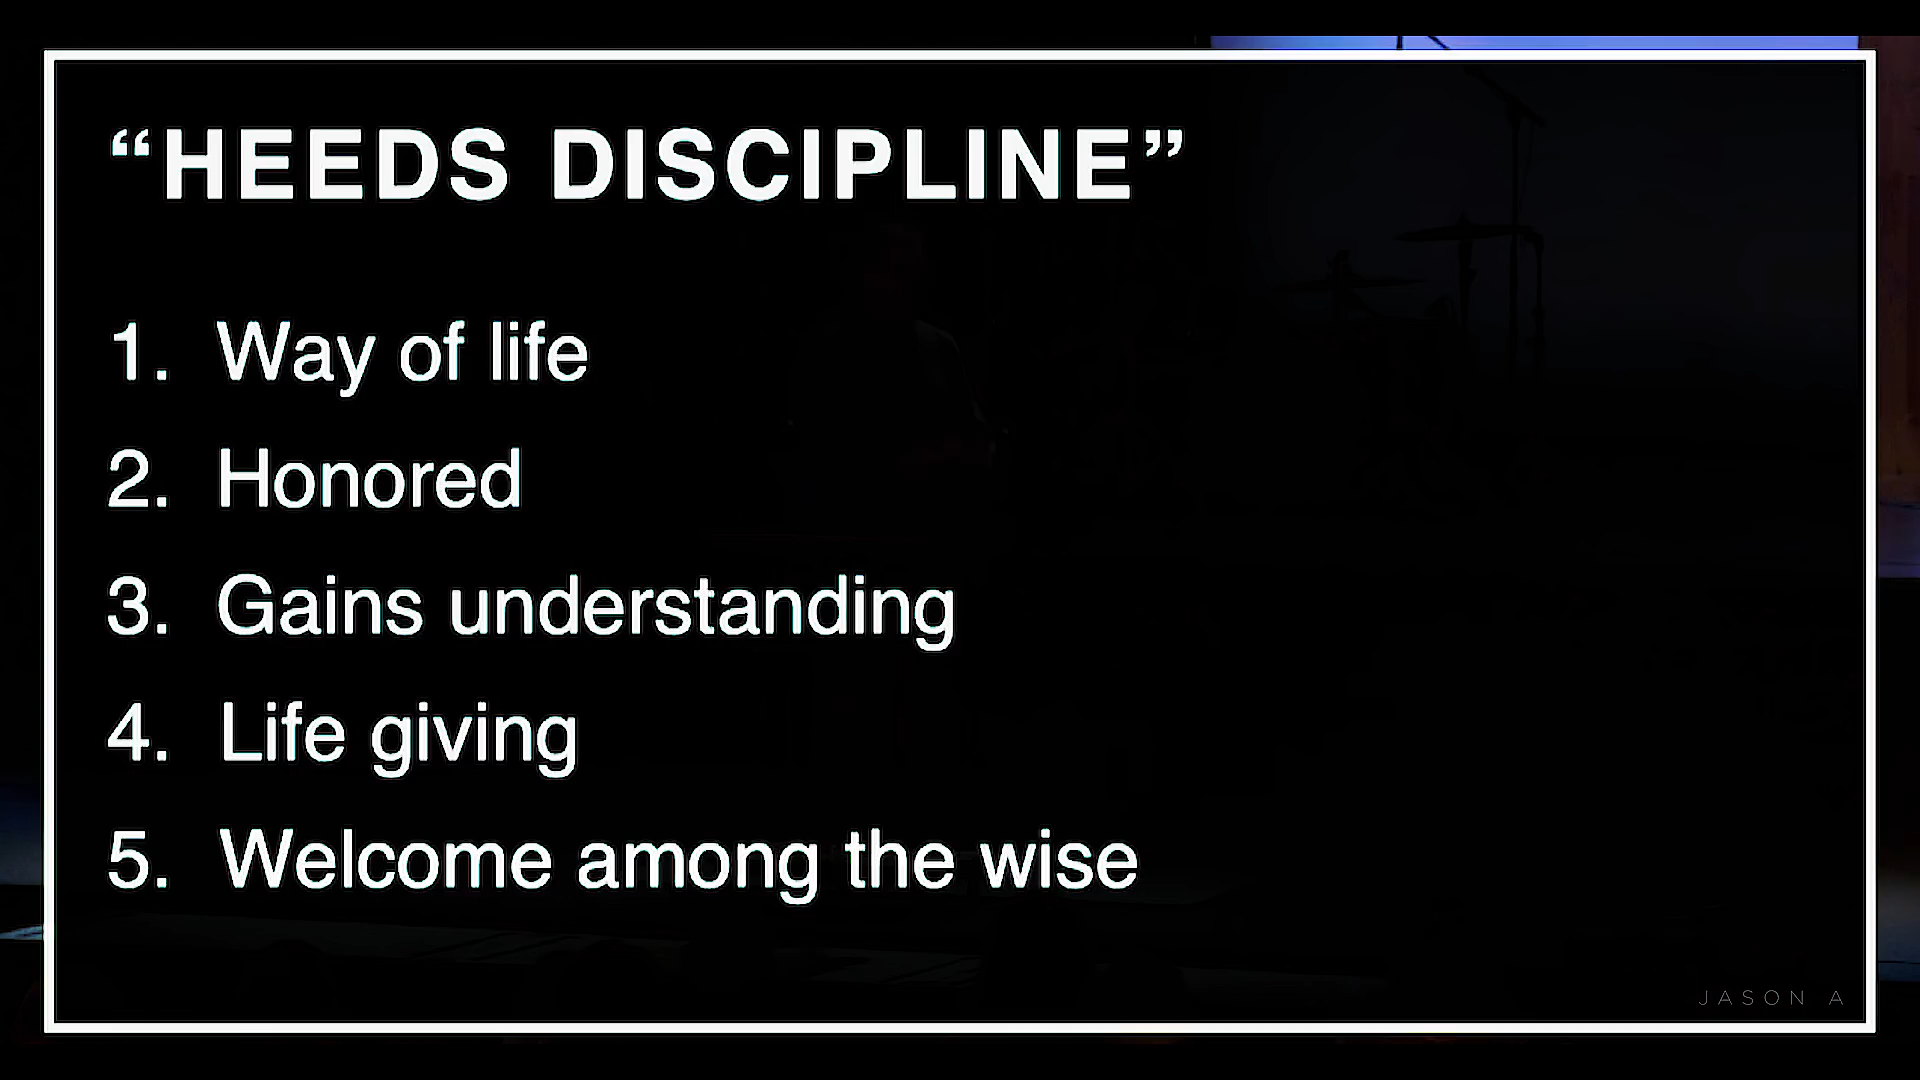 “HEEDS DISCIPLINE”
1. Way of life
2. Honored
3. Gains understanding
4. Life giving
5. Welcome among the wise
JASON A